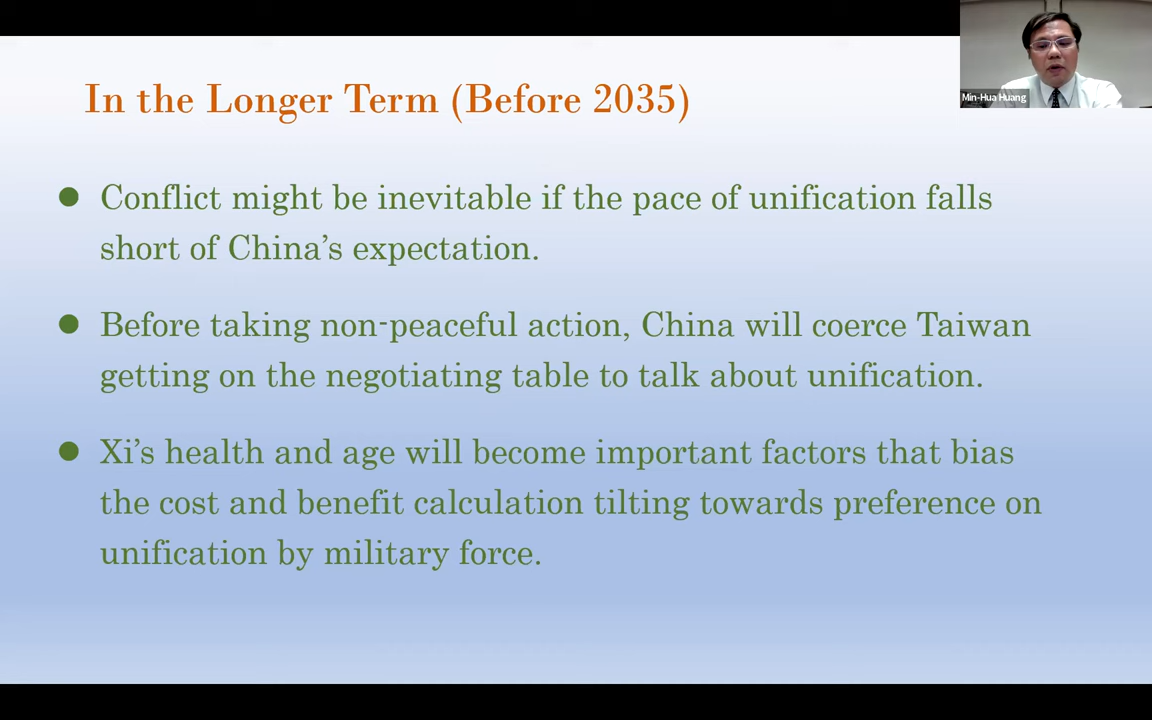 Min-Hua Huang
In the Longer Term (Before 2035)
● Conflict might be inevitable if the pace of unification falls
short of China’s expectation.
● Before taking non-peaceful action, China will coerce Taiwan
getting on the negotiating table to talk about unification.
● Xi’s health and age will become important factors that bias
the cost and benefit calculation tilting towards preference on
unification by military force.